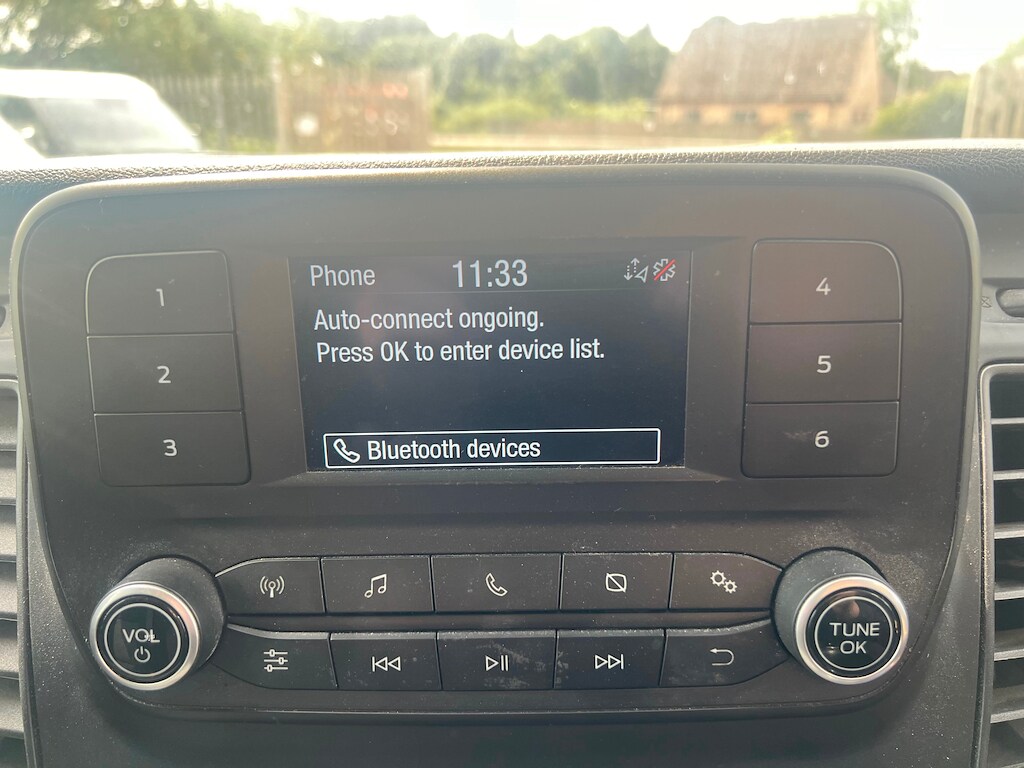 Phone 11:33
Auto-connect ongoing.
Press OK to enter device list.
Bluetooth devices
1
2
3
4
5
6
VOL
TUNE
OK